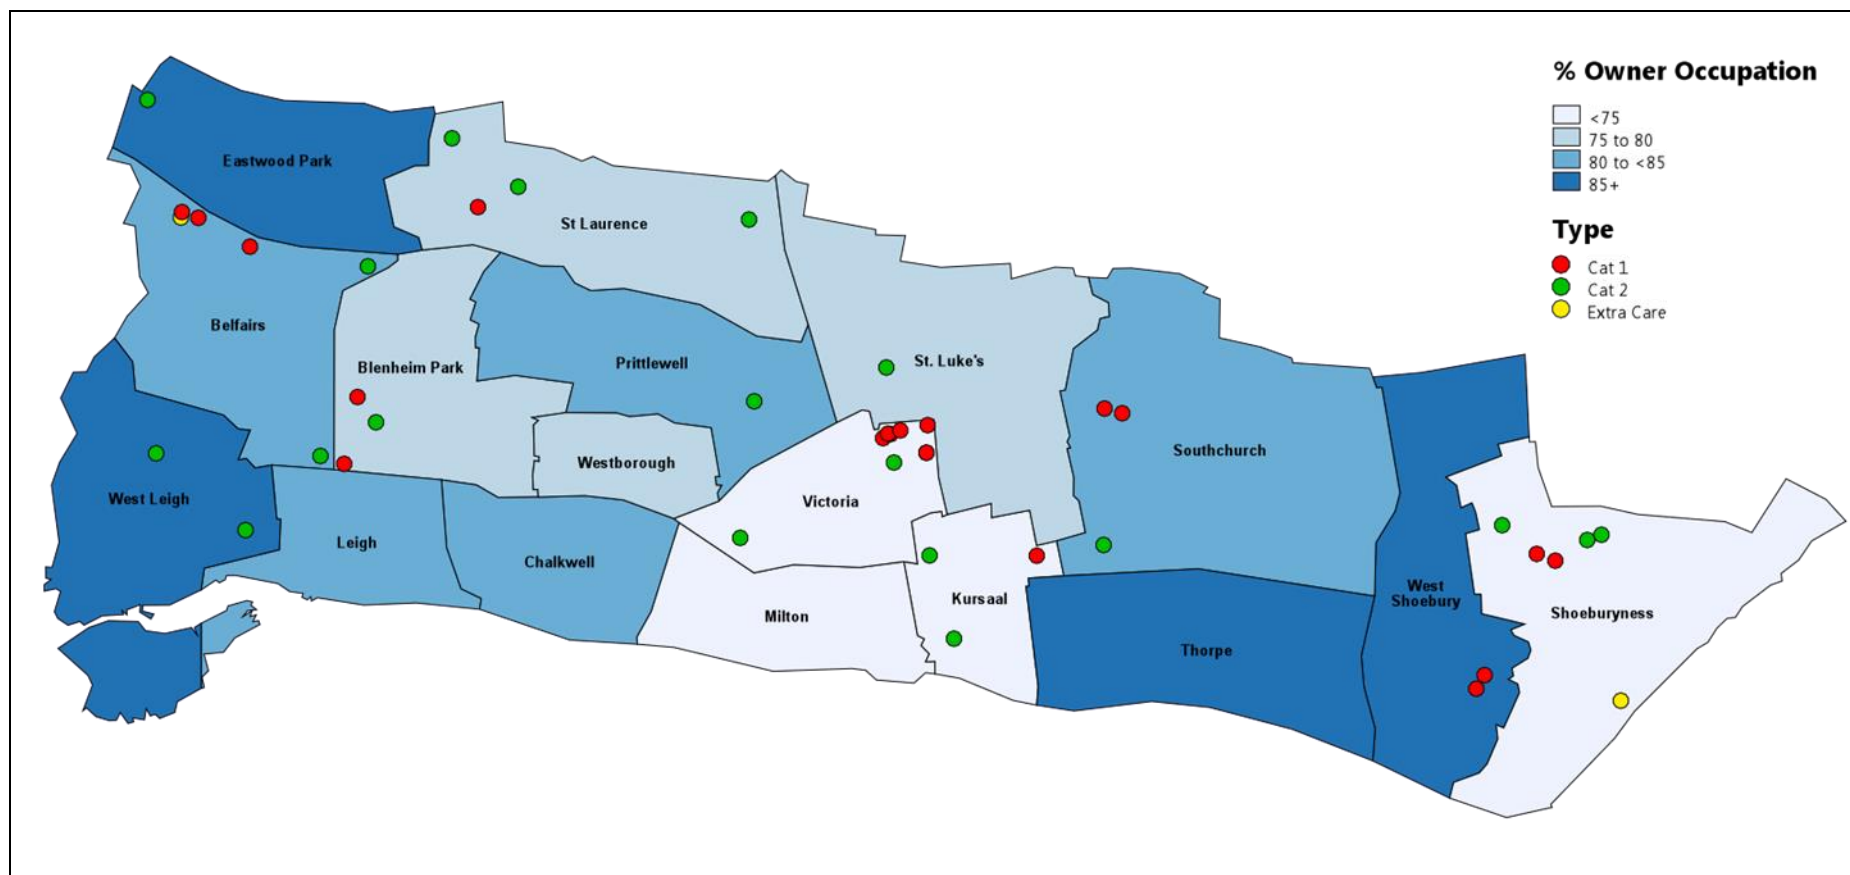 % Owner Occupation
<75
75 to 80
80 to <85
85+
Type
Cat 1
Cat 2
Extra Care
Eastwood Park
St Laurence
Belfairs
Blenheim Park
Prittlewell
St. Luke's
Westborough
Southchurch
West Leigh
Victoria
Leigh
Chalkwell
Milton
Kursaal
West
Shoebury
Shoeburyness
Thorpe